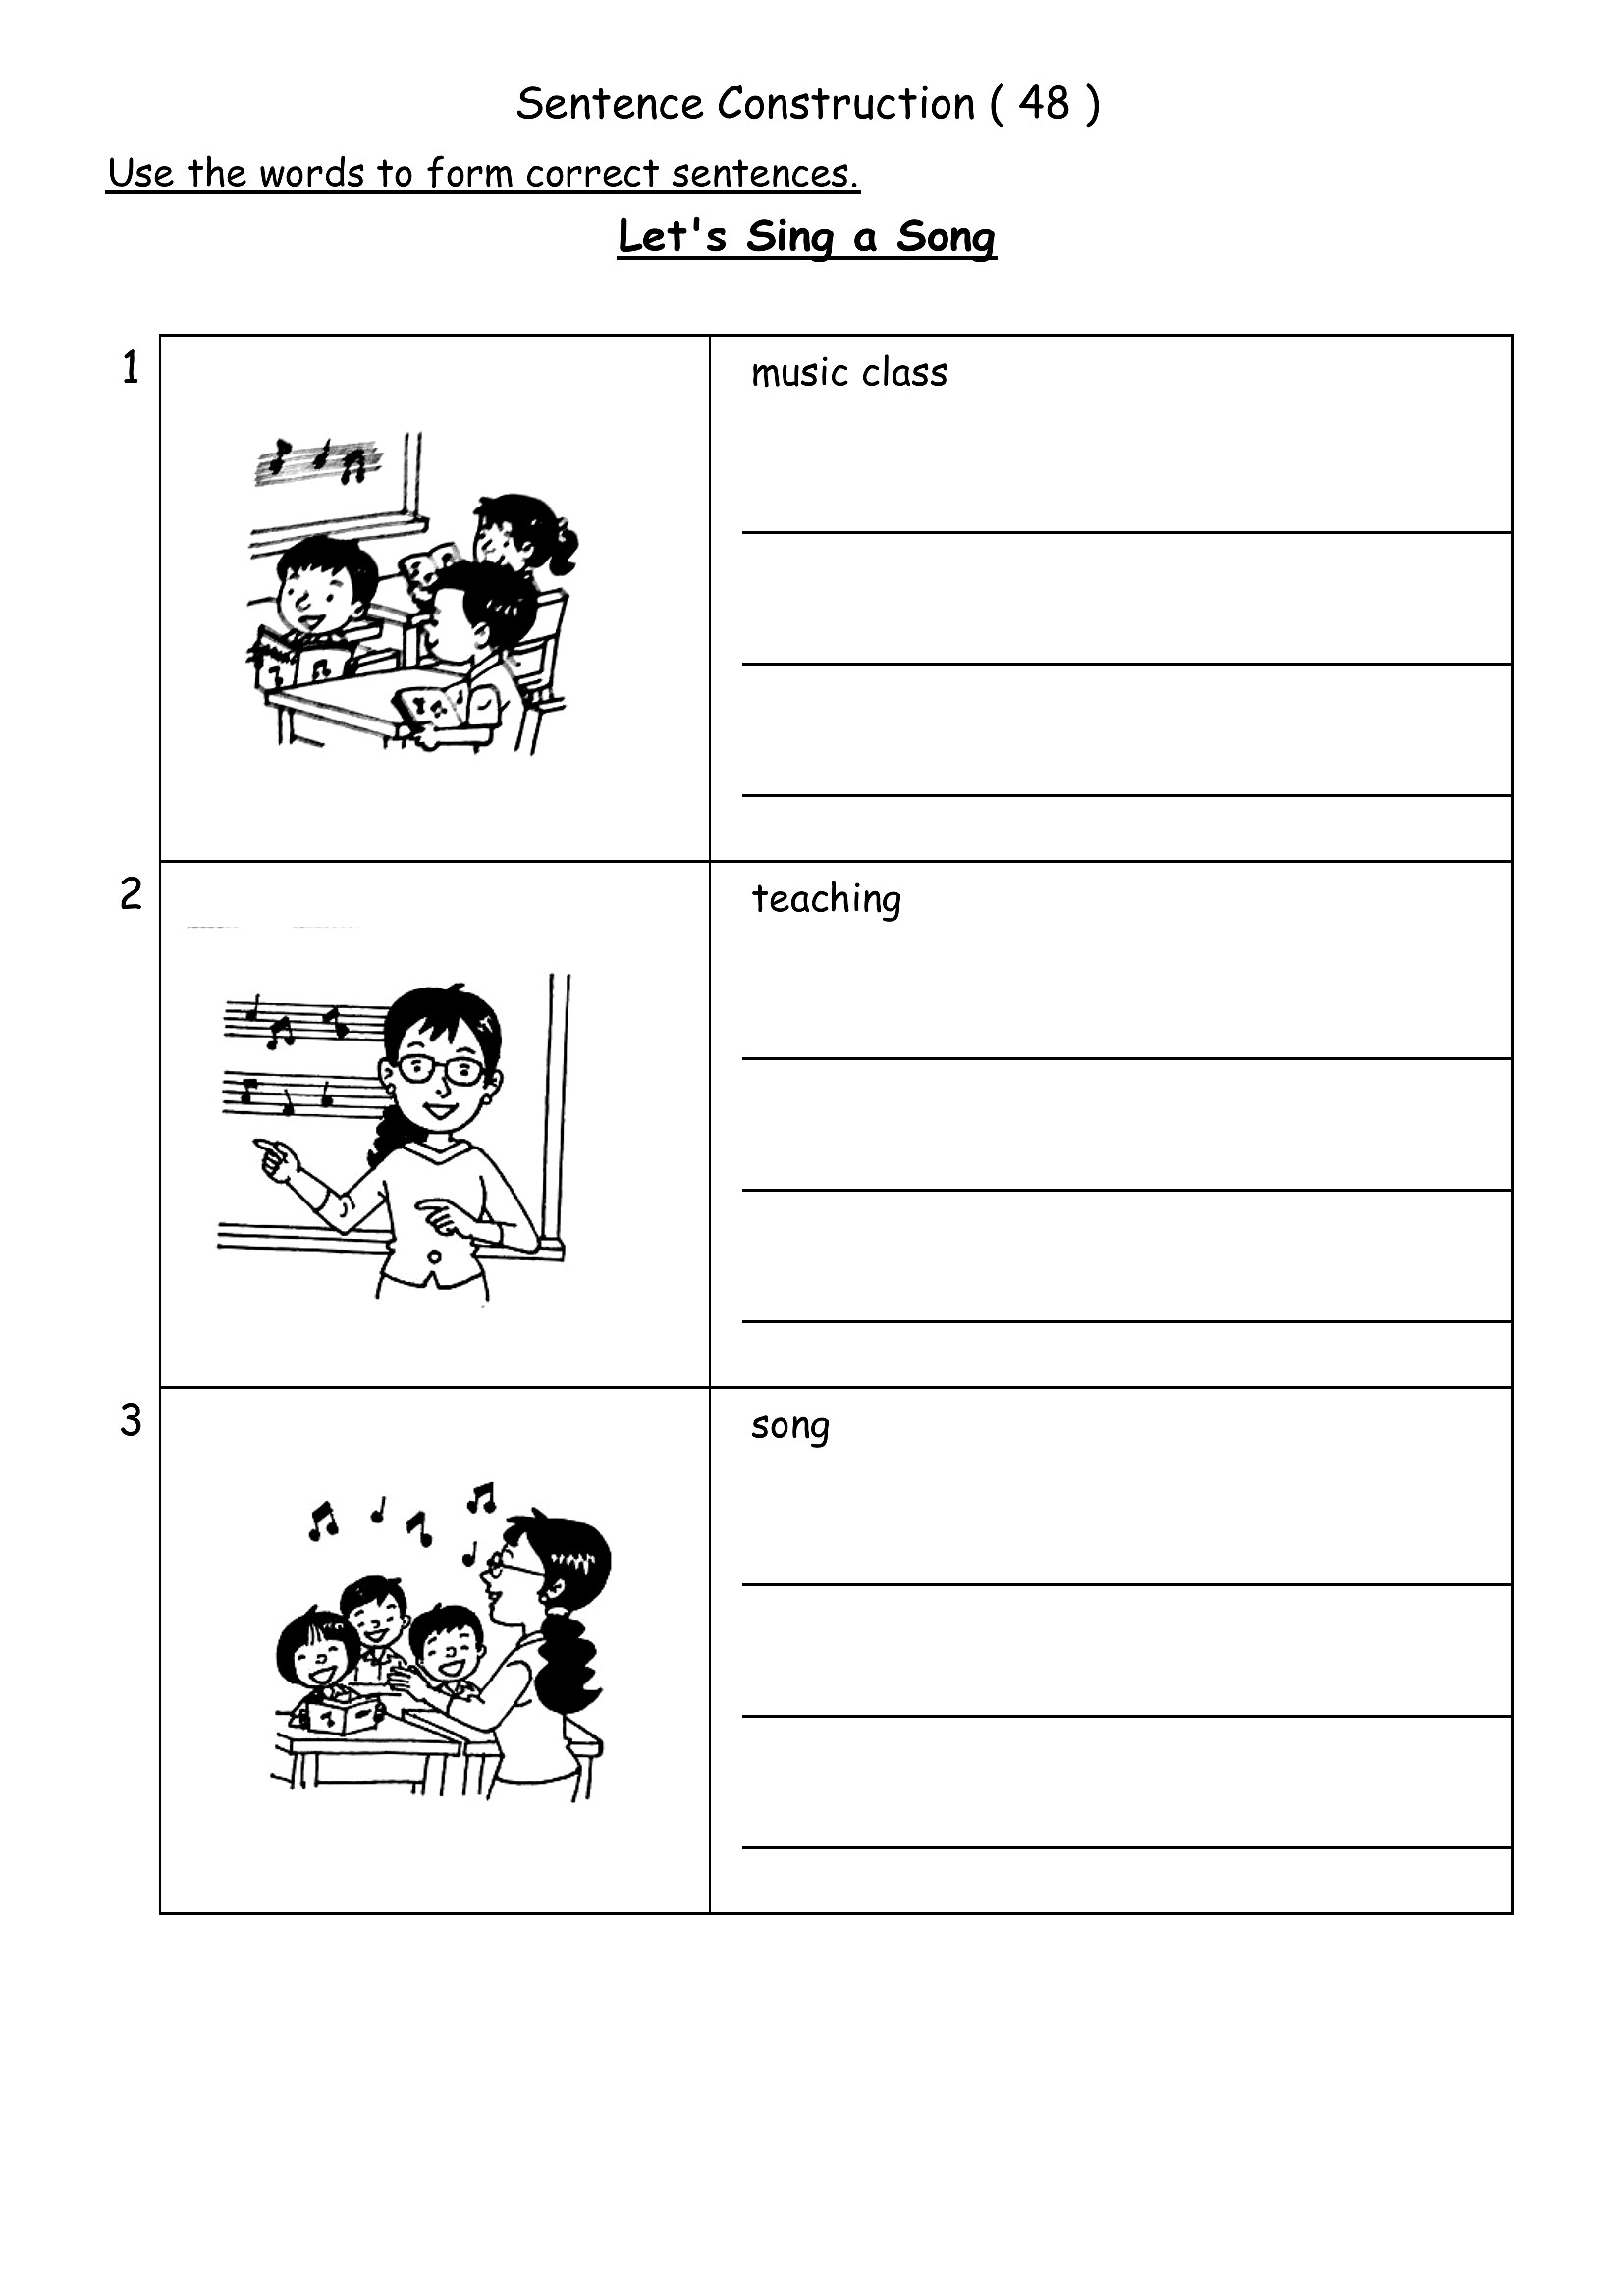 Sentence Construction ( 48 )
Use the words to form correct sentences.
Let's Sing a Song
1
music class
2
teaching
3
song